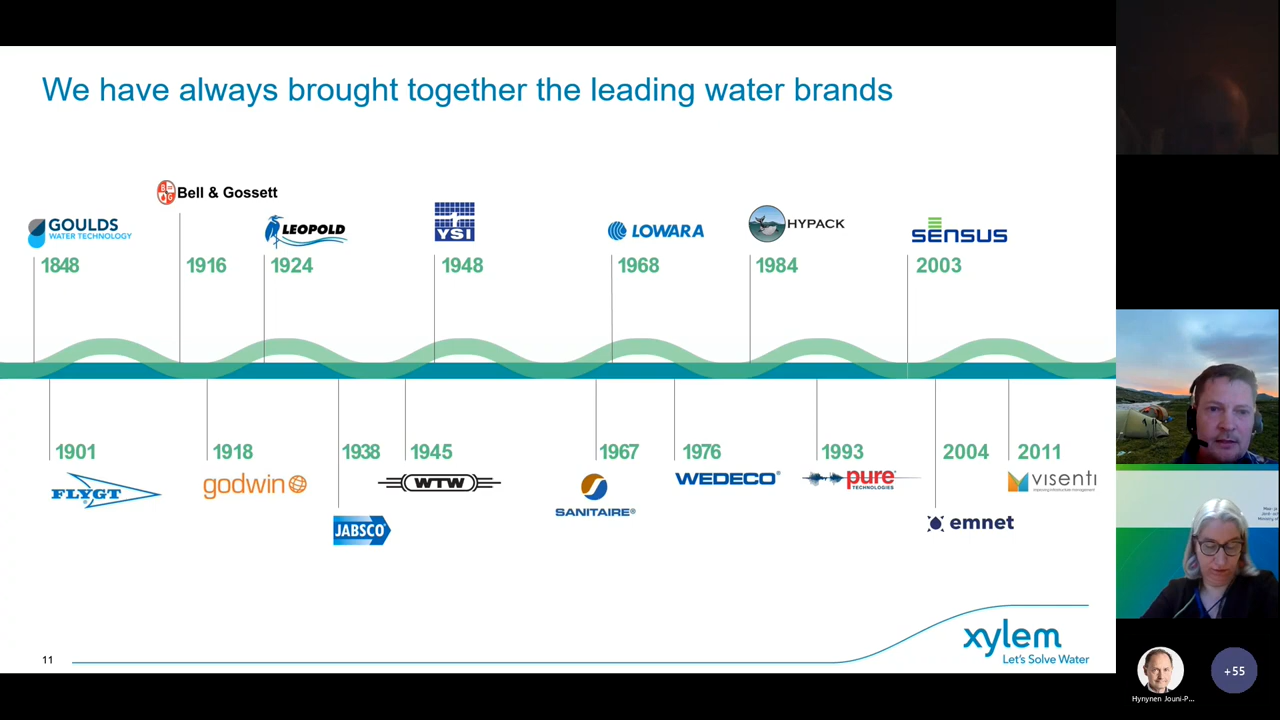 We have always brought together the leading water brands
Bell & Gossett
GOULDS
WATER TECHNOLOGY
LEOPOLD
YSI
LOWARA
HYPACK
SENSUS
1848
1916
1924
1948
1968
1984
2003
1901
1918
1938
1945
1967
1976
1993
2004
2011
FLYGT
godwin
WTW
SANITAIRE®
WEDECO®
pure
TECHNOLOGIES
visenti
JABSCO
emnet
xylem
Let's Solve Water
11
+55
Hynynen Jouni-P...